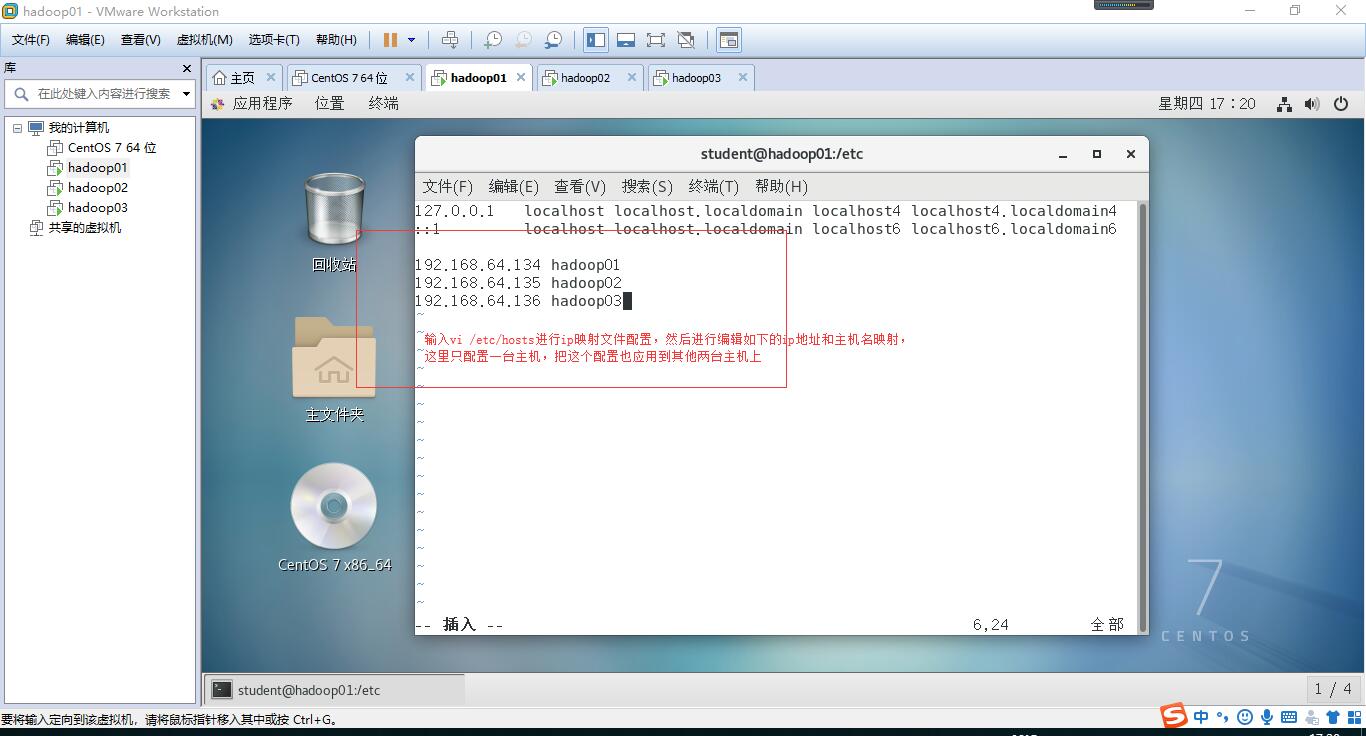 hadoop01 - VMware Workstation
文件(F) 编辑(E) 查看(V) 虚拟机(M) 选项卡(T) 帮助(H)
库
在此处键入内容进行搜索
我的计算机
CentOS 7 64 位
hadoop01
hadoop02
hadoop03
共享的虚拟机
主页 CentOS 7 64 位 hadoop01 hadoop02 hadoop03
应用程序 位置 终端 星期四 17：20
回收站
主文件夹
CentOS 7 x86_64
student@hadoop01:/etc
文件(F) 编辑(E) 查看(V) 搜索(S) 终端(T) 帮助(H)
127.0.0.1 localhost localhost.localdomain localhost4 localhost4.localdomain4
::1 localhost localhost.localdomain localhost6 localhost6.localdomain6
192.168.64.134 hadoop01
192.168.64.135 hadoop02
192.168.64.136 hadoop03
~
~
输入vi /etc/hosts进行ip映射文件配置，然后进行编辑如下的ip地址和主机名映射，
~
这里只配置一台主机，把这个配置也应用到其他两台主机上
~
~
~
~
~
~
~
~
~
~
~
~
~
-- 插入 -- 6,24 全部
7
CENTOS
student@hadoop01:/etc 1 / 4
要将输入定向到该虚拟机，请将鼠标指针移入其中或按 Ctrl+G。
S 中